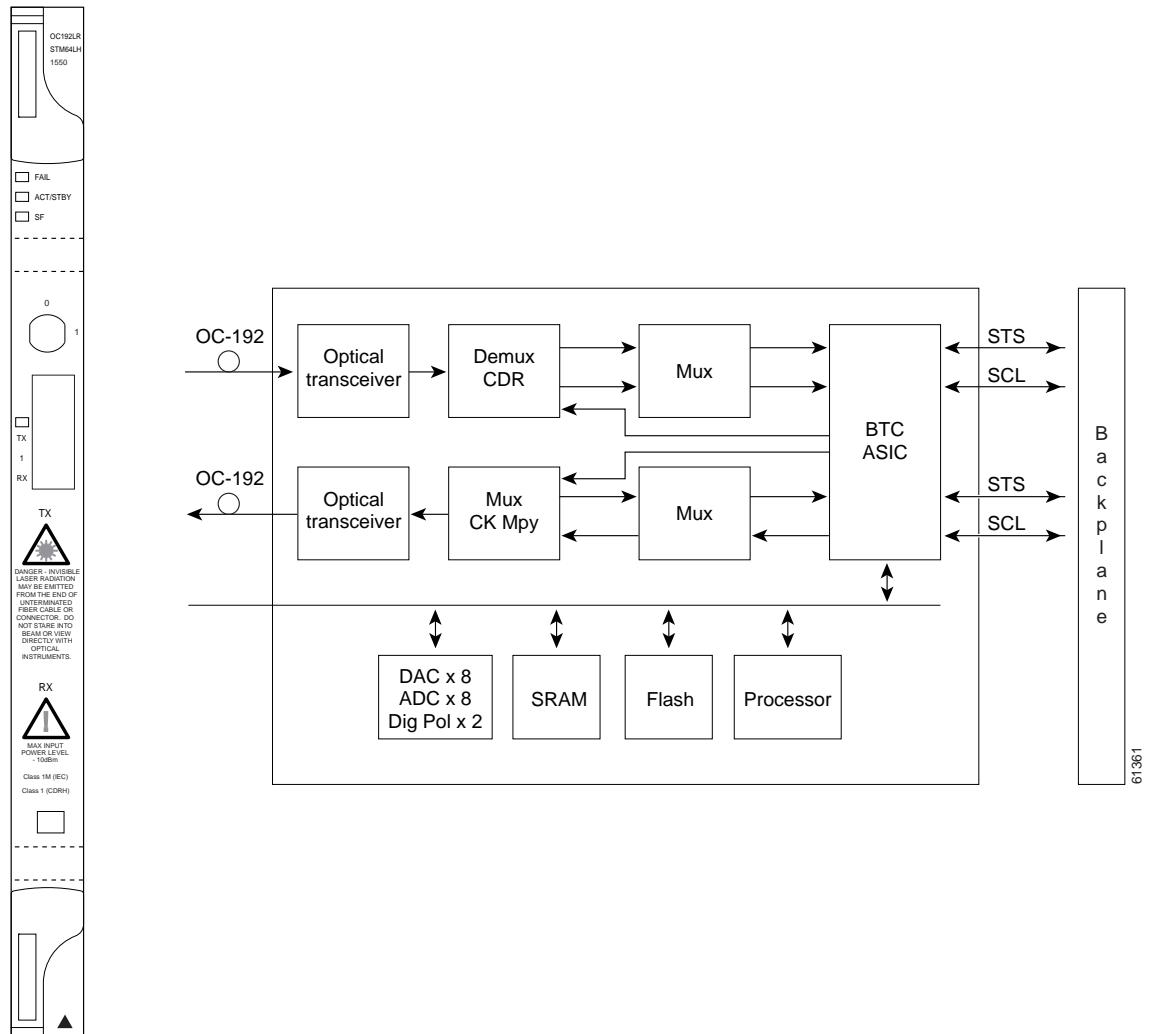 OC192LR
STM64LH
1550
FAIL
ACT/STBY
SF
0
1
TX
1
RX
TX
DANGER - INVISIBLE
LASER RADIATION
MAY BE EMITTED
FROM THE END OF
UNTERMINATED
FIBER CABLE OR
CONNECTOR. DO
NOT STARE INTO
BEAM OR VIEW
DIRECTLY WITH
OPTICAL
INSTRUMENTS.
RX
!
MAX INPUT
POWER LEVEL
- 10dBm
Class 1M (IEC)
Class 1 (CDRH)
OC-192
Optical
transceiver
Demux
CDR
Mux
BTC
ASIC
STS
SCL
OC-192
Optical
transceiver
Mux
CK Mpy
Mux
STS
SCL
DAC x 8
ADC x 8
Dig Pol x 2
SRAM
Flash
Processor
Backplane
61361